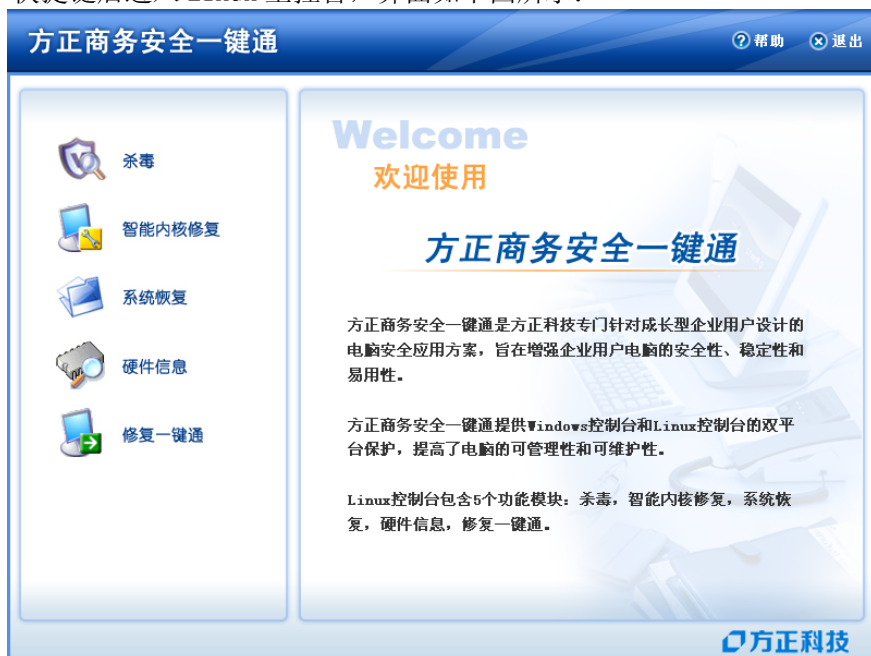 方正商务安全一键通
帮助 退出
杀毒
智能内核修复
系统恢复
硬件信息
修复一键通
Welcome
欢迎使用
方正商务安全一键通
方正商务安全一键通是方正科技专门针对成长型企业用户设计的
电脑安全应用方案，旨在增强企业用户电脑的安全性、稳定性和
易用性。
方正商务安全一键通提供Windows控制台和Linux控制台的双平
台保护，提高了电脑的可管理性和可维护性。
Linux控制台包含5个功能模块：杀毒，智能内核修复，系统恢
复，硬件信息，修复一键通。
方正科技